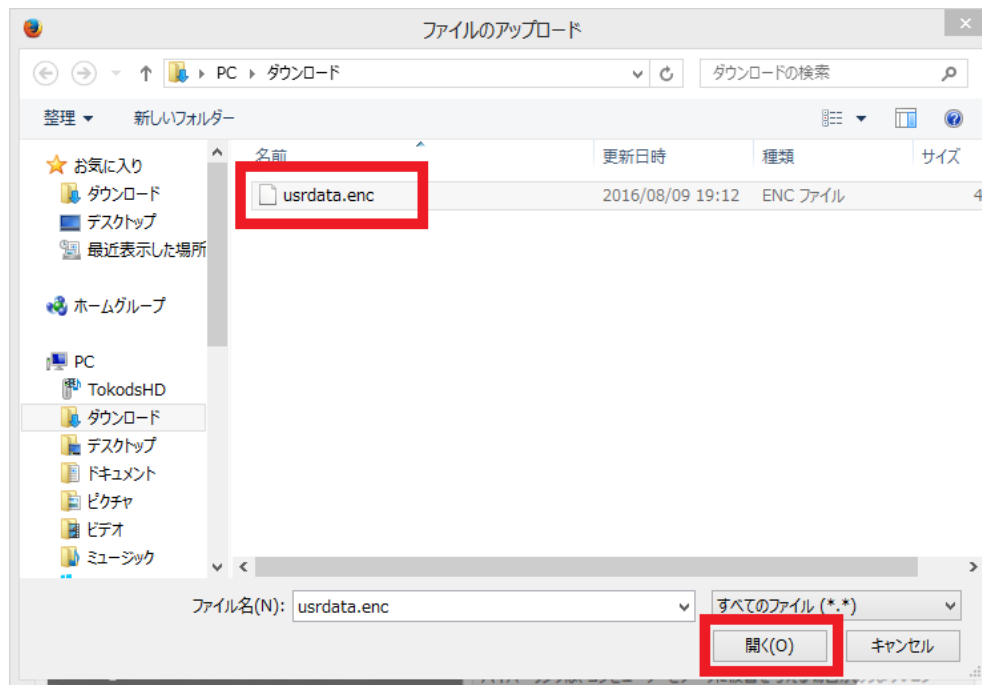 ファイルのアップロード
PC ダウンロード
ダウンロードの検索
整理
新しいフォルダー
名前
更新日時
種類
サイズ
usrdata.enc
2016/08/09 19:12
ENC ファイル
4
お気に入り
ダウンロード
デスクトップ
最近表示した場所
ホームグループ
PC
TokodsHD
ダウンロード
デスクトップ
ドキュメント
ピクチャ
ビデオ
ミュージック
ファイル名(N):
usrdata.enc
すべてのファイル (*.*)
開く(O)
キャンセル